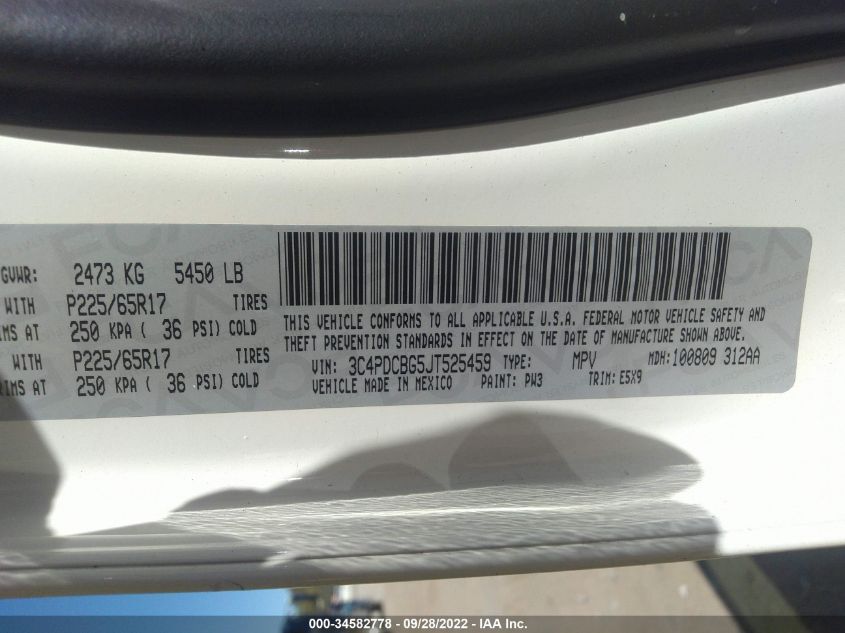 GVWR: 2473 KG 5450 LB
WITH P225/65R17 TIRES
IMS AT 250 KPA ( 36 PSI) COLD
WITH P225/65R17 TIRES
IMS AT 250 KPA ( 36 PSI) COLD
THIS VEHICLE CONFORMS TO ALL APPLICABLE U.S.A. FEDERAL MOTOR VEHICLE SAFETY AND
THEFT PREVENTION STANDARDS IN EFFECT ON THE DATE OF MANUFACTURE SHOWN ABOVE.
VIN: 3C4PDCBG5JT525459 TYPE: MPV MDH: 100809 312AA
VEHICLE MADE IN MEXICO PAINT: PW3 TRIM: E5X9
000-34582778 - 09/28/2022 - IAA Inc.